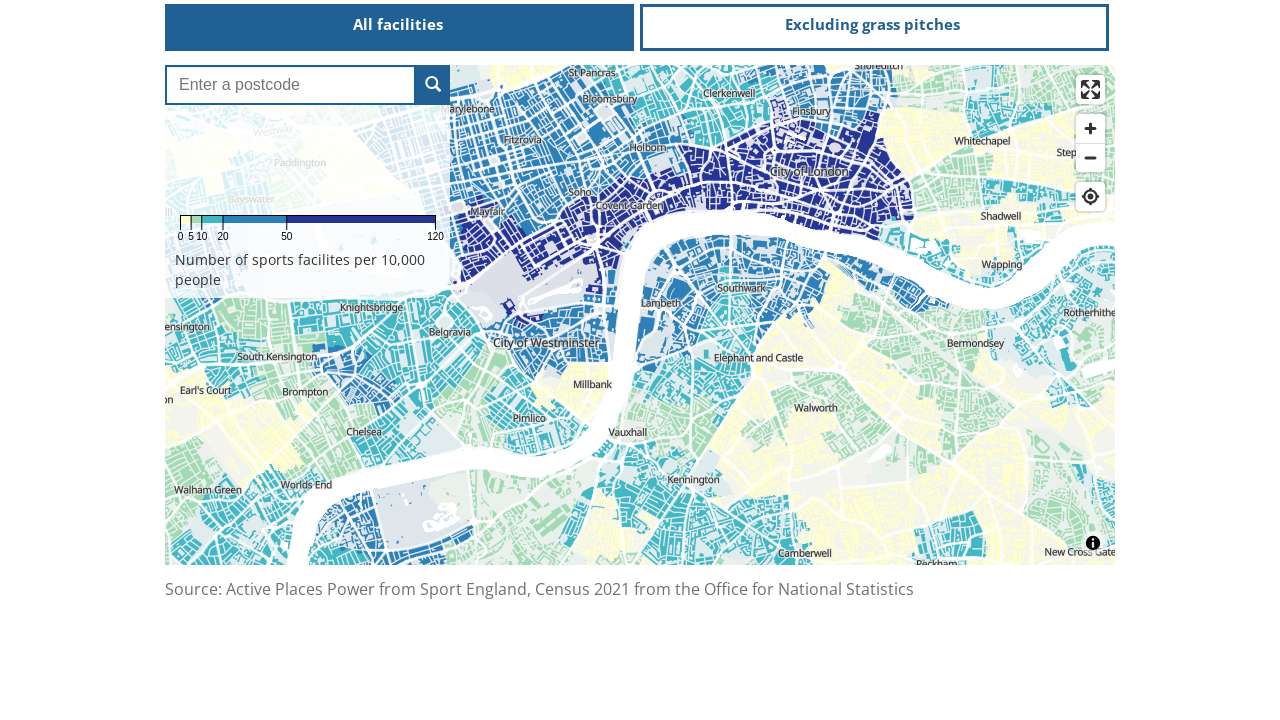 All facilities
Excluding grass pitches
Enter a postcode
St Pancras
Shoreditch
Bloomsbury
Clerkenwell
arylebone
Finsbury
Westway
Fitzrovia
Holborn
Whitechapel
Paddington
Step
City of London
Bayswater
Soho
Covent Garden
Mayfair
Shadwell
0 5 10 20 50 120
Number of sports facilites per 10,000
people
Wapping
Southwark
Lambeth
Knightsbridge
Rotherhithe
ensington
Belgravia
City of Westminster
Bermondsey
South Kensington
Elephant and Castle
Millbank
Earl's Court
Brompton
on
Walworth
Pimlico
Chelsea
Vauxhall
Kennington
Worlds End
Walham Green
Camberwell
New Cross Gate
Peckham
Source: Active Places Power from Sport England, Census 2021 from the Office for National Statistics